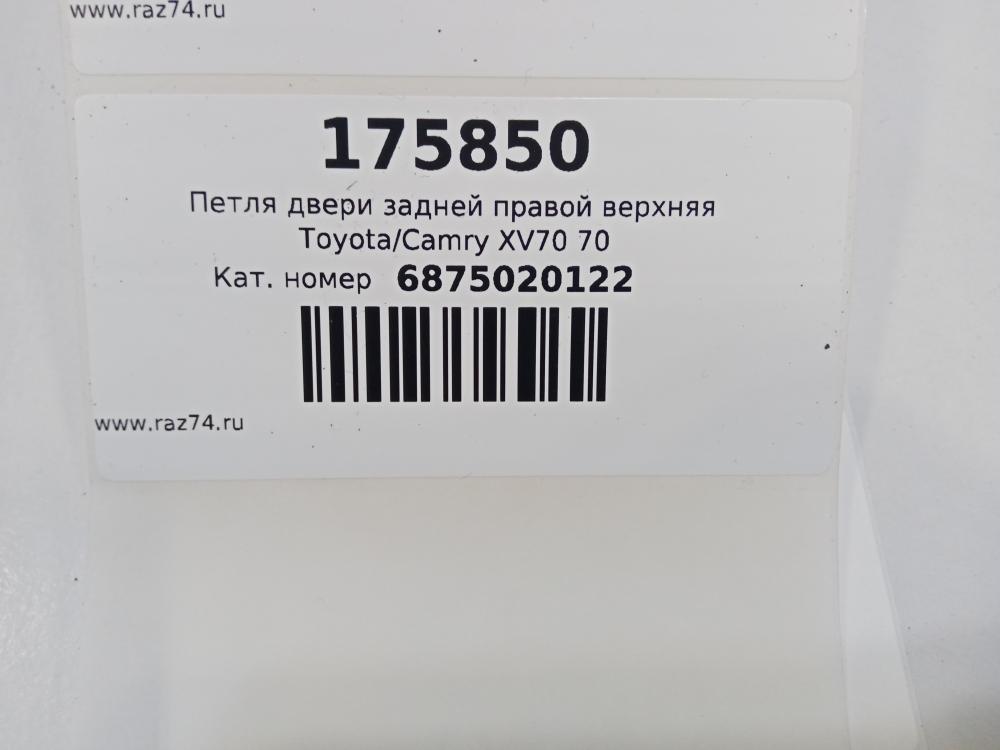 www.raz74.ru
175850
Петля двери задней правой верхняя
Toyota/Camry XV70 70
Кат. номер 6875020122
www.raz74.ru